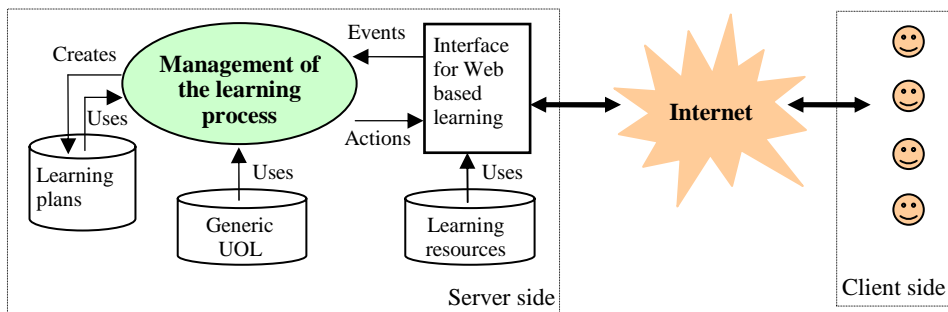 Creates
Uses
Learning
plans
Management of
the learning
process
Uses
Generic
UOL
Events
Actions
Interface
for Web
based
learning
Uses
Learning
resources
Server side
Internet
Client side